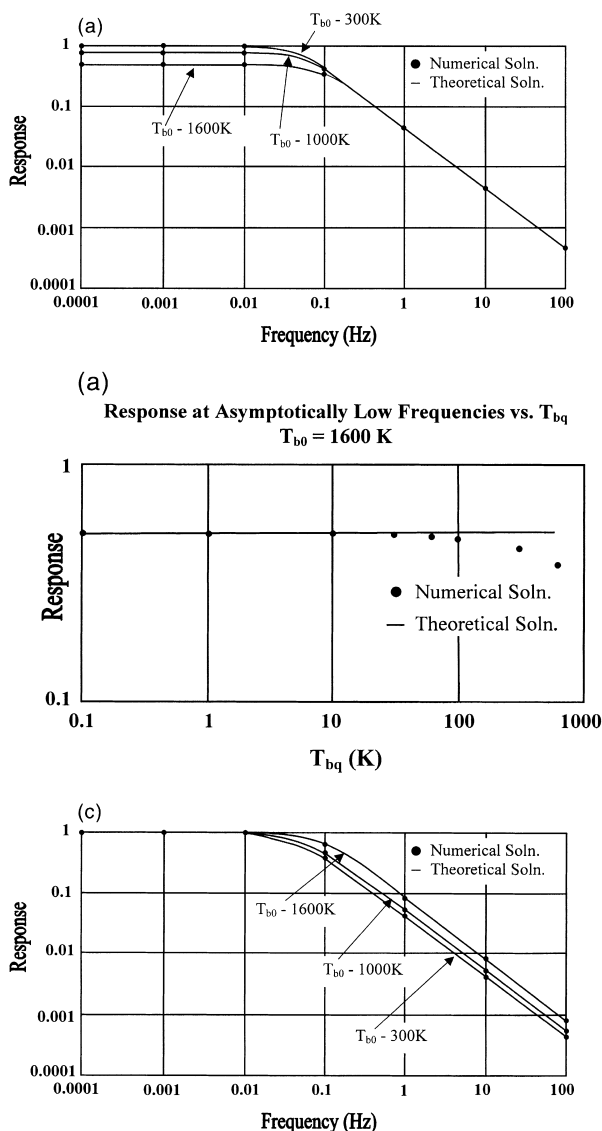 (a)
T_b0 - 300K
1
0.1
0.01
0.001
0.0001
Response
● Numerical Soln.
– Theoretical Soln.
T_b0 - 1600K
T_b0 - 1000K
0.0001 0.001 0.01 0.1 1 10 100
Frequency (Hz)
(a)
Response at Asymptotically Low Frequencies vs. T_bq
T_b0 = 1600 K
1
0.1
Response
● Numerical Soln.
— Theoretical Soln.
0.1 1 10 100 1000
T_bq (K)
(c)
1
0.1
0.01
0.001
0.0001
Response
● Numerical Soln.
– Theoretical Soln.
T_b0 - 1600K
T_b0 - 1000K
T_b0 - 300K
0.0001 0.001 0.01 0.1 1 10 100
Frequency (Hz)